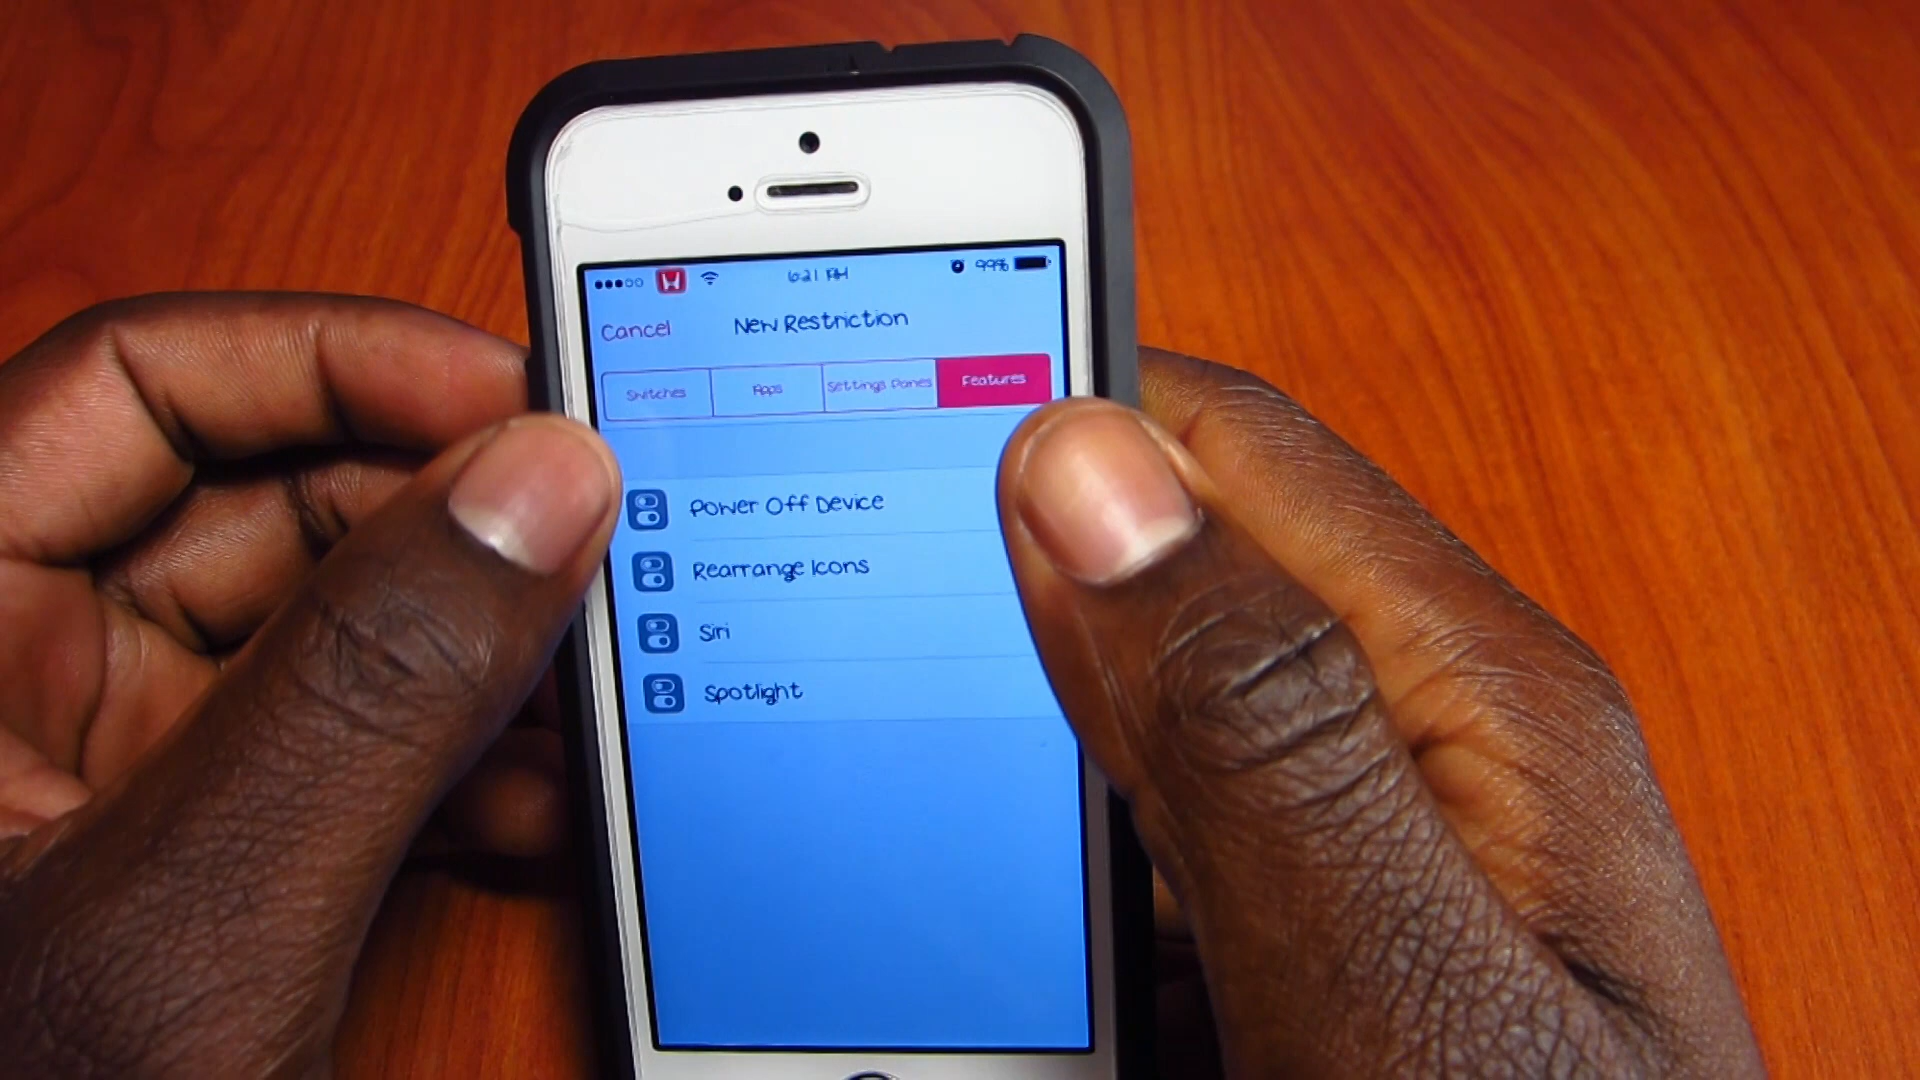 6:21 PM 99%
Cancel New Restriction
Switches Apps Settings Panes Features
Power Off Device
Rearrange Icons
Siri
Spotlight